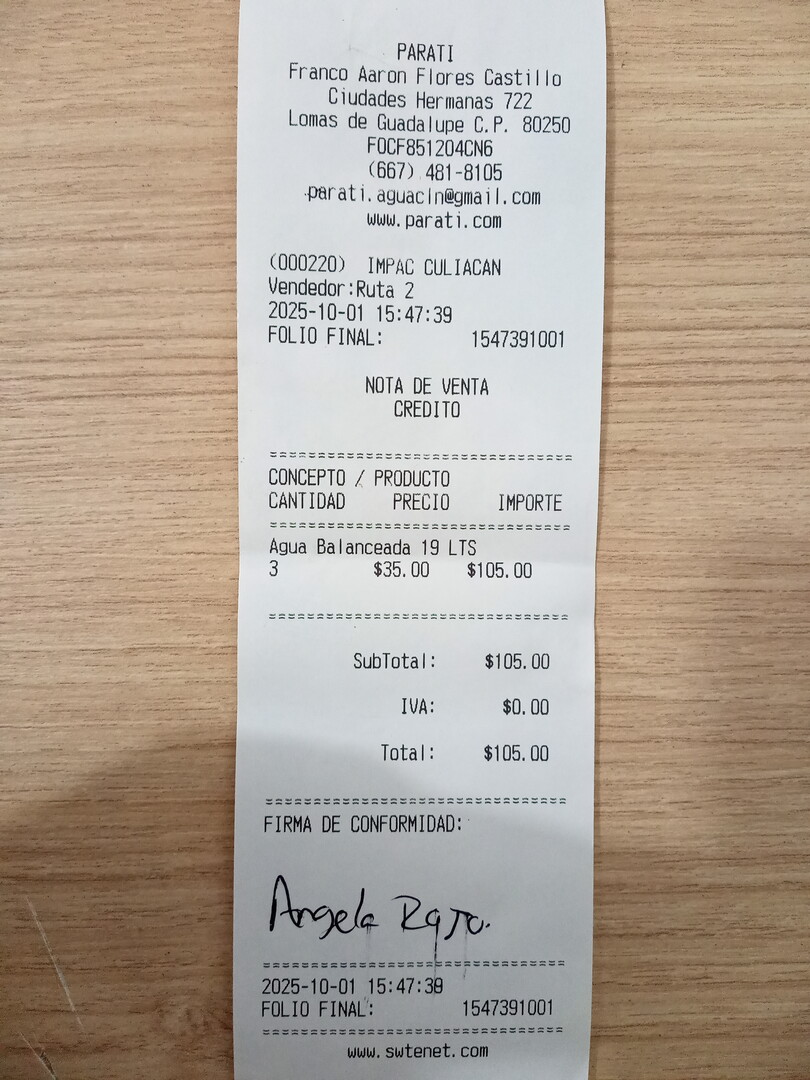 PARATI
Franco Aaron Flores Castillo
Ciudades Hermanas 722
Lomas de Guadalupe C.P. 80250
FOCF851204CN6
(667) 481-8105
parati.aguacln@gmail.com
www.parati.com
(000220) IMPAC CULIACAN
Vendedor:Ruta 2
2025-10-01 15:47:39
FOLIO FINAL: 1547391001
NOTA DE VENTA
CREDITO
==================================
CONCEPTO / PRODUCTO
CANTIDAD PRECIO IMPORTE
==================================
Agua Balanceada 19 LTS
3 $35.00 $105.00
==================================
SubTotal: $105.00
IVA: $0.00
Total: $105.00
==================================
FIRMA DE CONFORMIDAD:
Angela
==================================
2025-10-01 15:47:39
FOLIO FINAL: 1547391001
==================================
www.swtenet.com